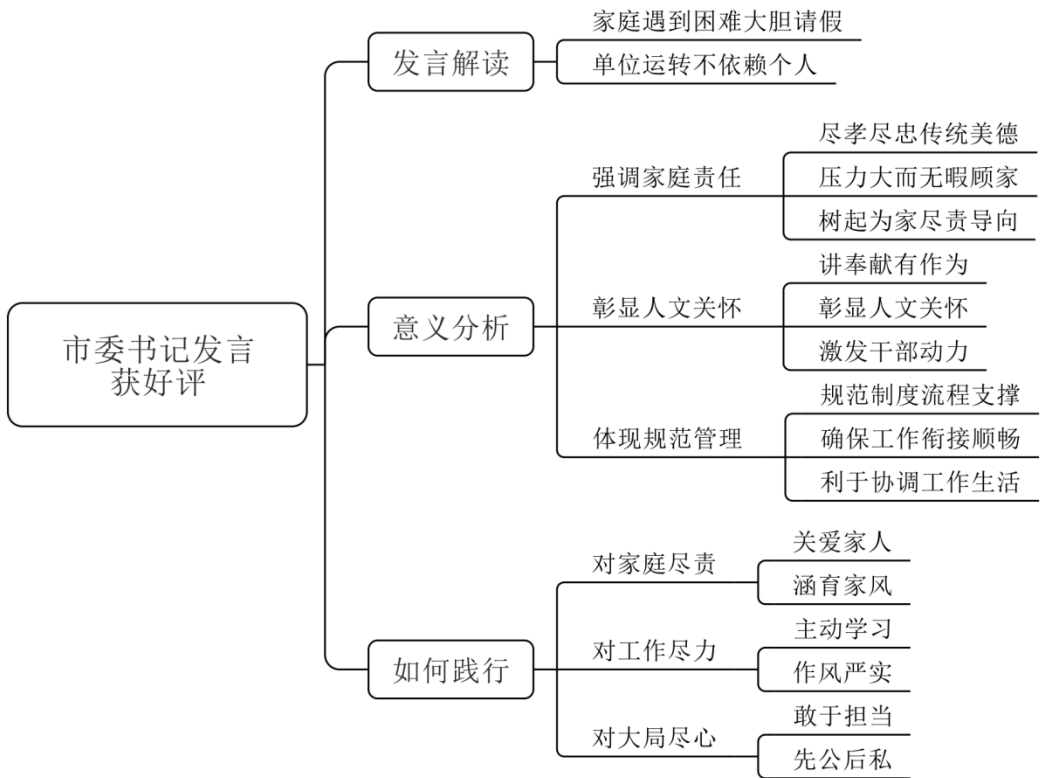 市委书记发言
获好评
发言解读
家庭遇到困难大胆请假
单位运转不依赖个人
意义分析
强调家庭责任
尽孝尽忠传统美德
压力大而无暇顾家
树起为家尽责导向
彰显人文关怀
讲奉献有作为
彰显人文关怀
激发干部动力
体现规范管理
规范制度流程支撑
确保工作衔接顺畅
利于协调工作生活
如何践行
对家庭尽责
关爱家人
涵育家风
对工作尽力
主动学习
作风严实
对大局尽心
敢于担当
先公后私